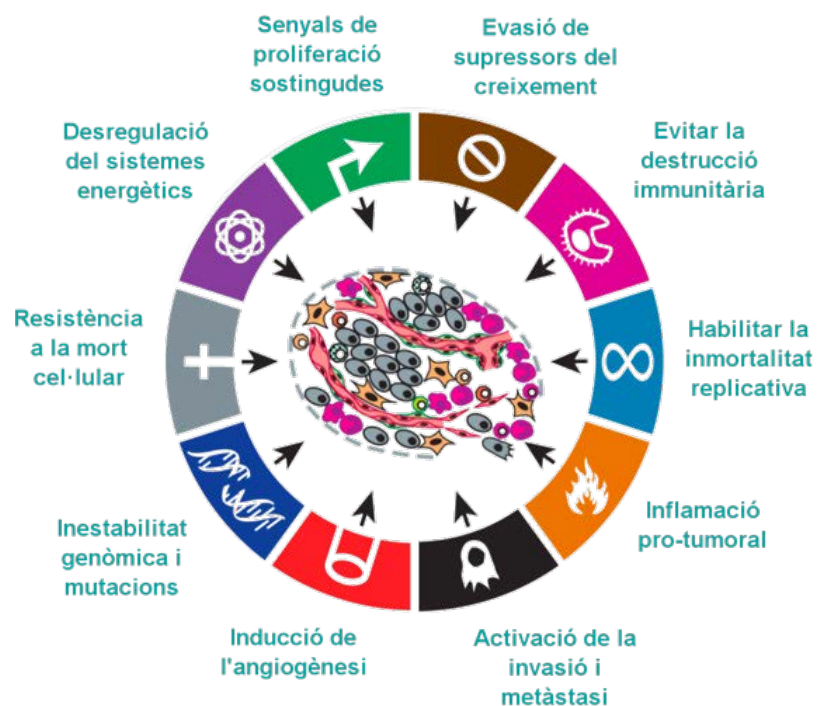 Senyals de
proliferació
sostingudes
Evasió de
supressors del
creixement
Desregulació
del sistemes
energètics
Evitar la
destrucció
immunitària
Resistència
a la mort
cel·lular
Habilitar la
inmortalitat
replicativa
Inestabilitat
genòmica i
mutacions
Inflamació
pro-tumoral
Inducció de
l'angiogènesi
Activació de la
invasió i
metàstasi